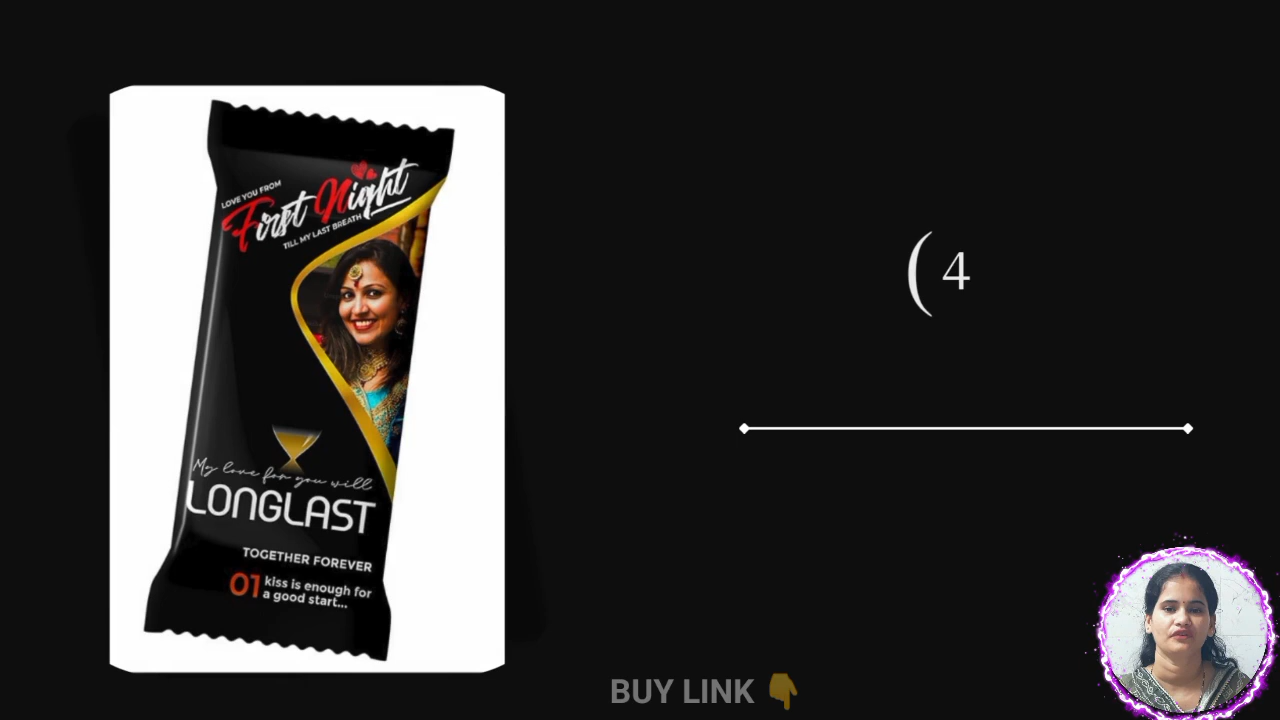 LOVE YOU FROM
First Night
TILL MY LAST BREATH
My love for you will
LONGLAST
TOGETHER FOREVER
01 kiss is enough for
a good start...
( 4
BUY LINK 👇